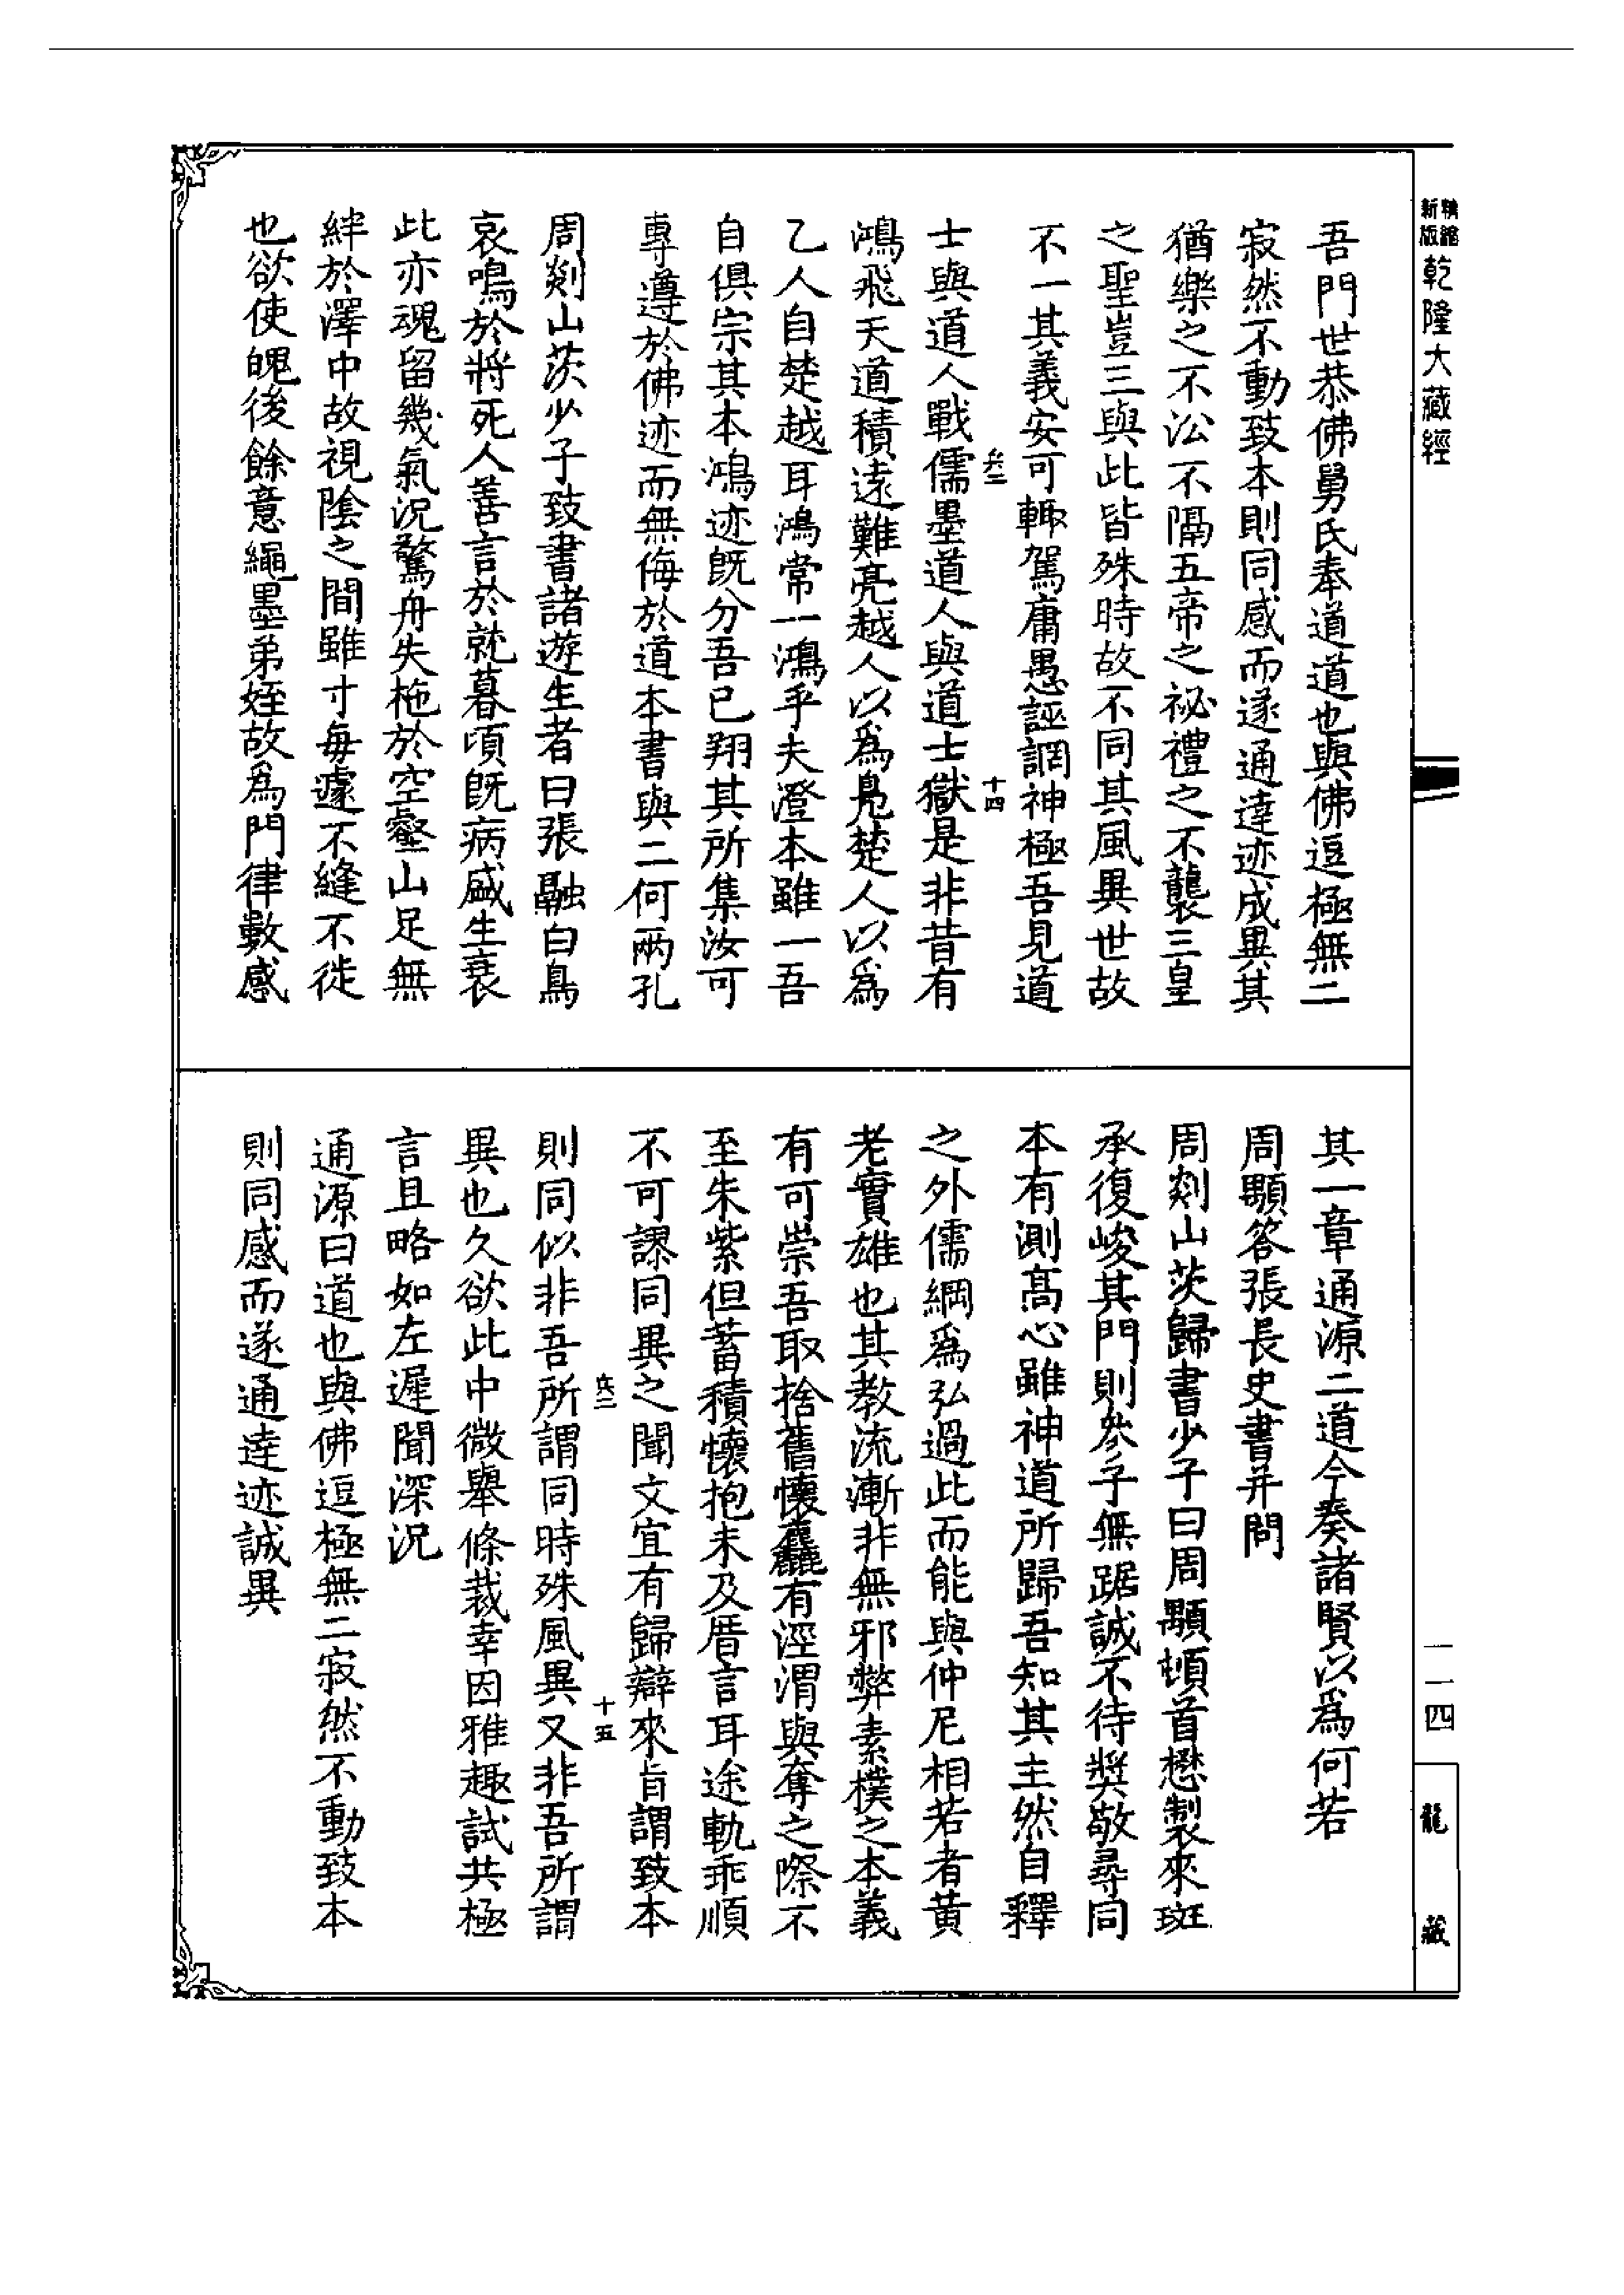 新版精縮乾隆大藏經
吾門世恭佛舅氏奉道道也與佛逗極無二
寂然不動致本則同感而遂通達迹成異其
猶樂之不㳂不隔五帝之祕禮之不襲三皇
之聖豈三與此皆殊時故不同其風異世故
不一其義安可輙駕庸愚誣調神極吾見道
士與道人戰儒墨道人與道士獄是非昔有
鴻飛天道積遠難亮越人以爲鳬楚人以爲
乙人自楚越耳鴻常一鴻乎夫澄本雖一吾
自俱宗其本鴻迹旣分吾已翔其所集汝可
專遵於佛迹而無侮於道本書與二何兩孔
周剡山茨少子致書諸遊生者曰張融白鳥
哀鳴於將死人善言於就暮頃旣病盛生衰
此亦魂留幾氣況驚舟失柂於空壑山足無
絆於澤中故視陰之間雖寸每遽不縫不徙
也欲使魄後餘意繩墨弟姪故爲門律數感
十四
其一章通源二道今奏諸賢以爲何若
周顒答張長史書并問
周剡山茨歸書少子曰周顒頓首懋製來班
承復峻其門則參子無踞誠不待奬敬尋同
本有測髙心雖神道所歸吾知其主然自釋
之外儒綱爲弘過此而能與仲尼相若者黃
老實雄也其教流漸非無邪弊素樸之本義
有可崇吾取捨舊懷麤有涇渭與奪之際不
至朱紫但蓄積懷抱未及厝言耳途軌乖順
不可謬同異之聞文宜有歸辯來旨謂致本
則同似非吾所謂同時殊風異又非吾所謂
異也久欲此中微舉條裁幸因雅趣試共極
言且略如左遲聞深況
通源曰道也與佛逗極無二寂然不動致本
則同感而遂通達迹誠異
十五
一一四
龍藏